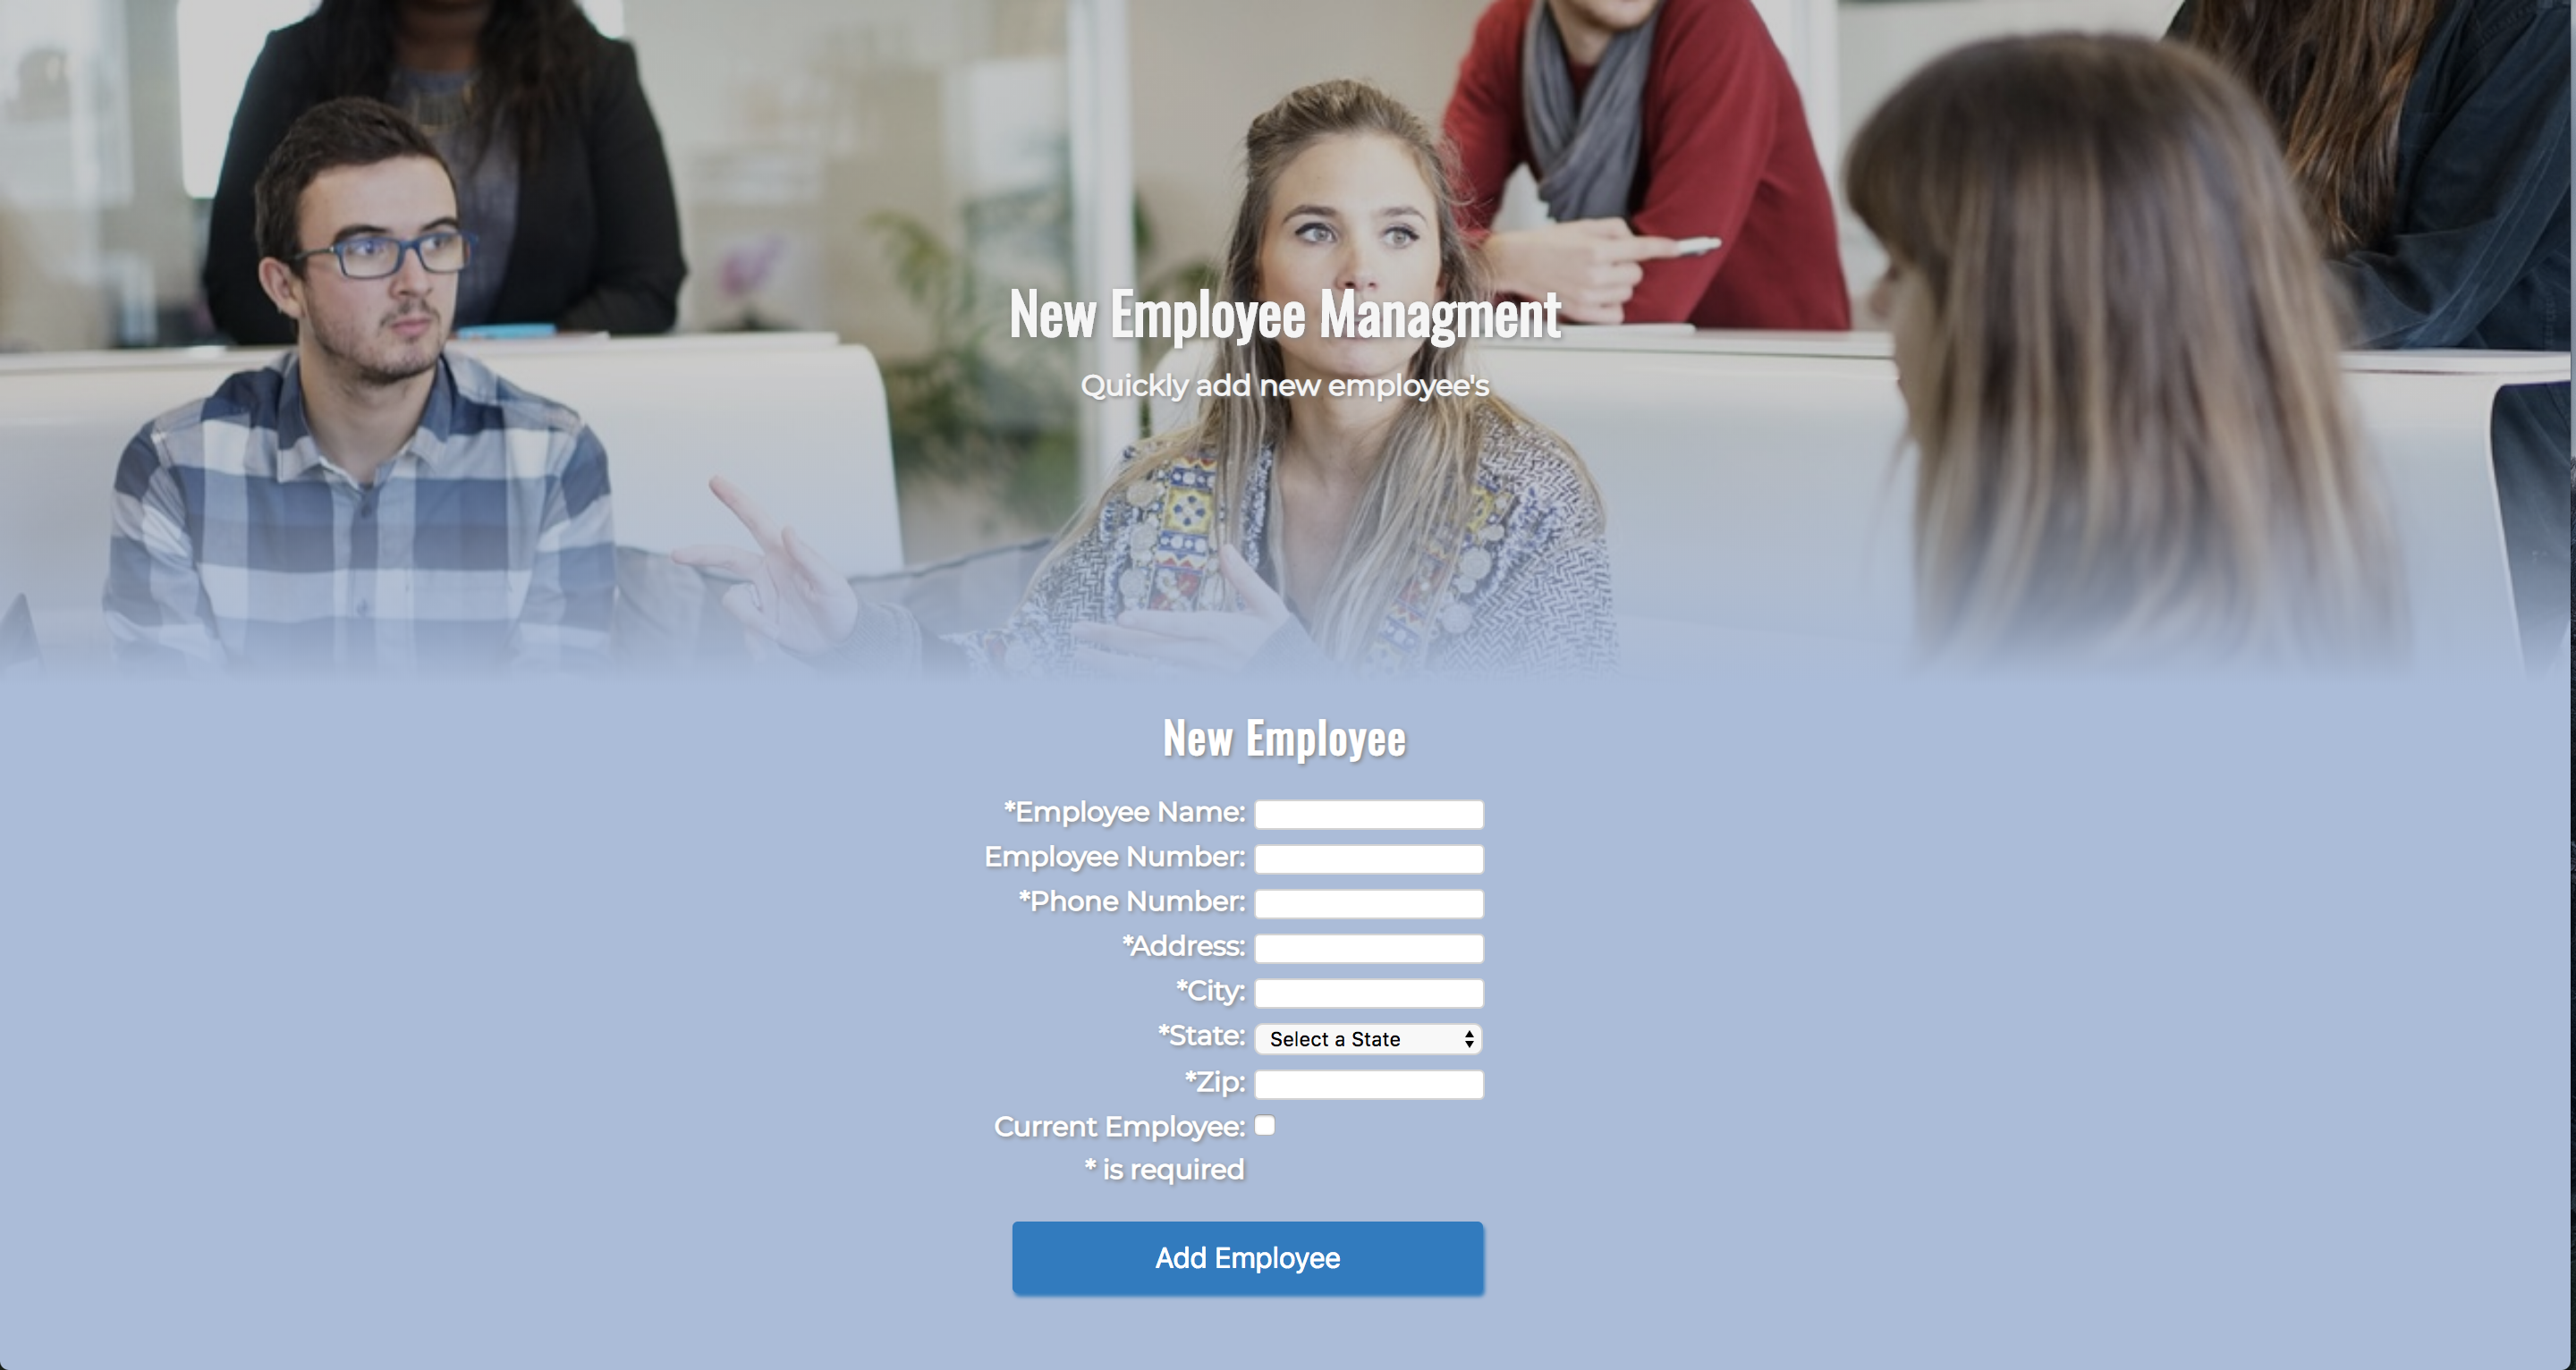 New Employee Managment
Quickly add new employee's
New Employee
*Employee Name:
Employee Number:
*Phone Number:
*Address:
*City:
*State: Select a State
*Zip:
Current Employee:
* is required
Add Employee